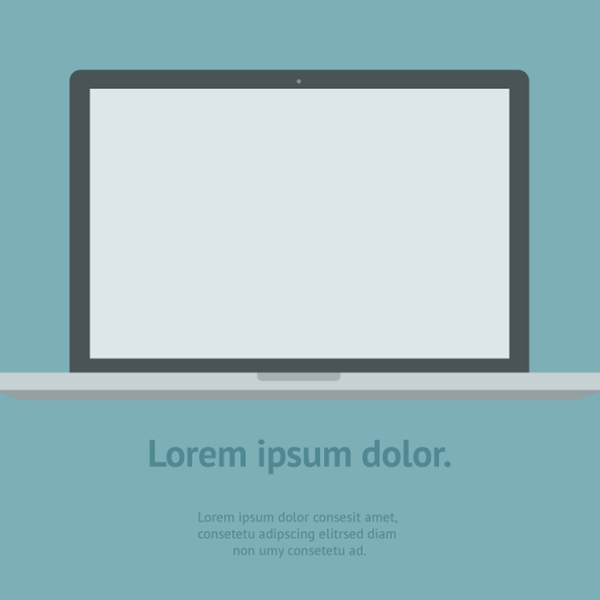 Lorem ipsum dolor.
Lorem ipsum dolor consesit amet,
consetetu adipscing elitrsed diam
non umy consetetu ad.